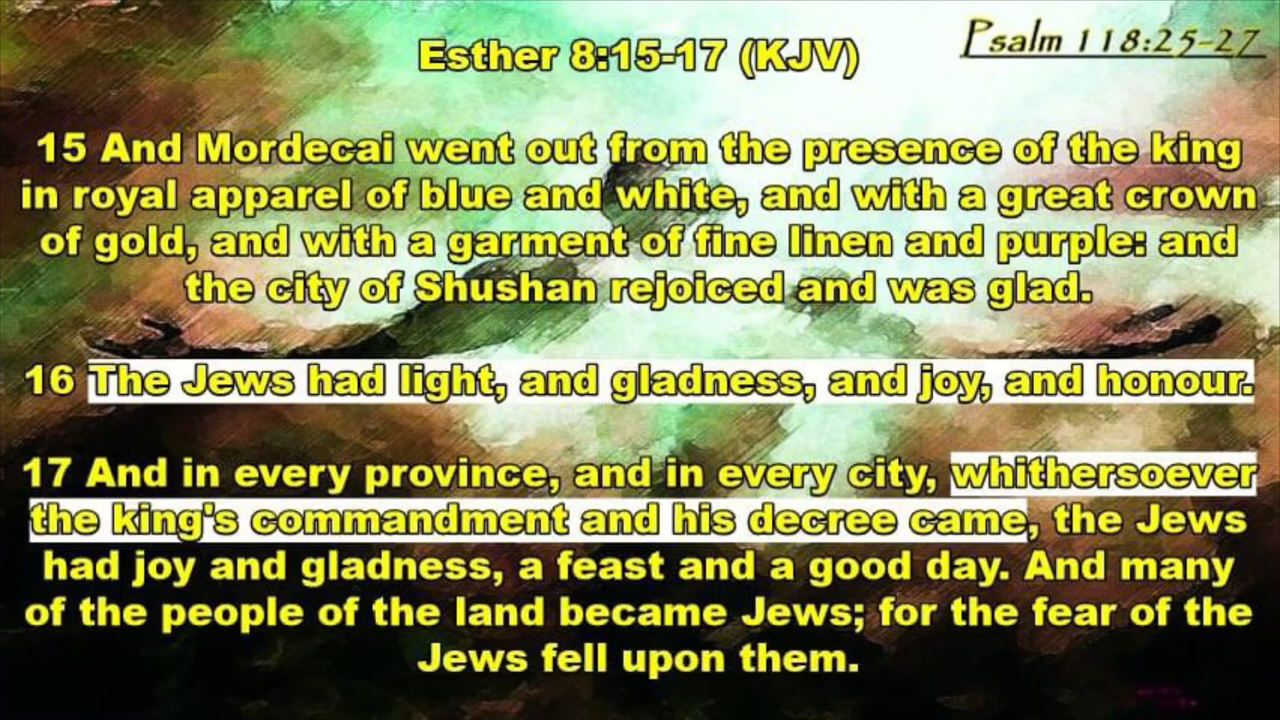 Psalm 118:25-27
Esther 8:15-17 (KJV)
15 And Mordecai went out from the presence of the king
in royal apparel of blue and white, and with a great crown
of gold, and with a garment of fine linen and purple: and
the city of Shushan rejoiced and was glad.
16 The Jews had light, and gladness, and joy, and honour.
17 And in every province, and in every city, whithersoever
the king's commandment and his decree came, the Jews
had joy and gladness, a feast and a good day. And many
of the people of the land became Jews; for the fear of the
Jews fell upon them.